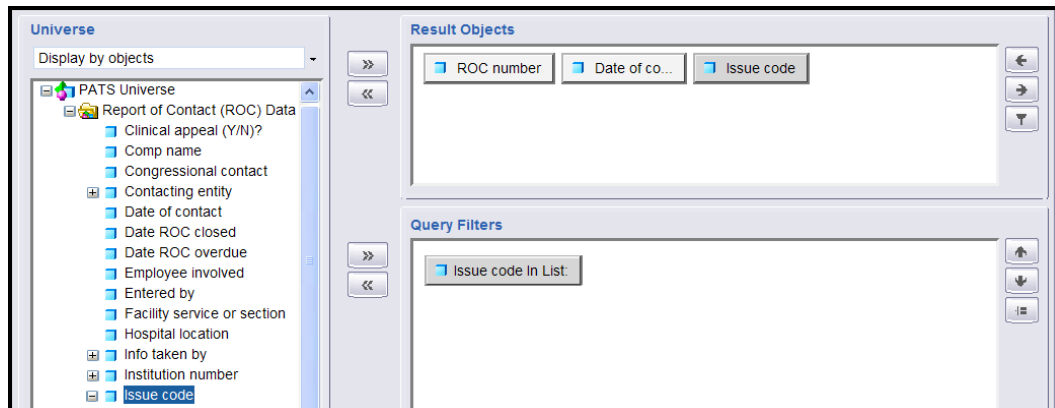 Universe
Display by objects
PATS Universe
Report of Contact (ROC) Data
Clinical appeal (Y/N)?
Comp name
Congressional contact
Contacting entity
Date of contact
Date ROC closed
Date ROC overdue
Employee involved
Entered by
Facility service or section
Hospital location
Info taken by
Institution number
Issue code
Result Objects
ROC number
Date of co...
Issue code
Query Filters
Issue code In List: